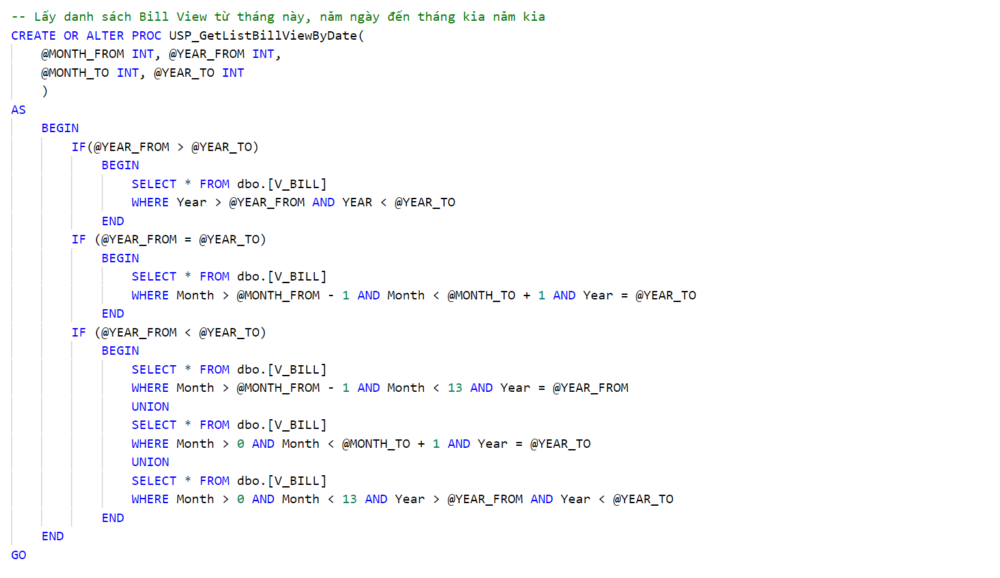 -- Lấy danh sách Bill View từ tháng này, năm ngày đến tháng kia năm kia
CREATE OR ALTER PROC USP_GetListBillViewByDate(
@MONTH_FROM INT, @YEAR_FROM INT,
@MONTH_TO INT, @YEAR_TO INT
)
AS
BEGIN
IF(@YEAR_FROM > @YEAR_TO)
BEGIN
SELECT * FROM dbo.[V_BILL]
WHERE Year > @YEAR_FROM AND YEAR < @YEAR_TO
END
IF (@YEAR_FROM = @YEAR_TO)
BEGIN
SELECT * FROM dbo.[V_BILL]
WHERE Month > @MONTH_FROM - 1 AND Month < @MONTH_TO + 1 AND Year = @YEAR_TO
END
IF (@YEAR_FROM < @YEAR_TO)
BEGIN
SELECT * FROM dbo.[V_BILL]
WHERE Month > @MONTH_FROM - 1 AND Month < 13 AND Year = @YEAR_FROM
UNION
SELECT * FROM dbo.[V_BILL]
WHERE Month > 0 AND Month < @MONTH_TO + 1 AND Year = @YEAR_TO
UNION
SELECT * FROM dbo.[V_BILL]
WHERE Month > 0 AND Month < 13 AND Year > @YEAR_FROM AND Year < @YEAR_TO
END
END
GO